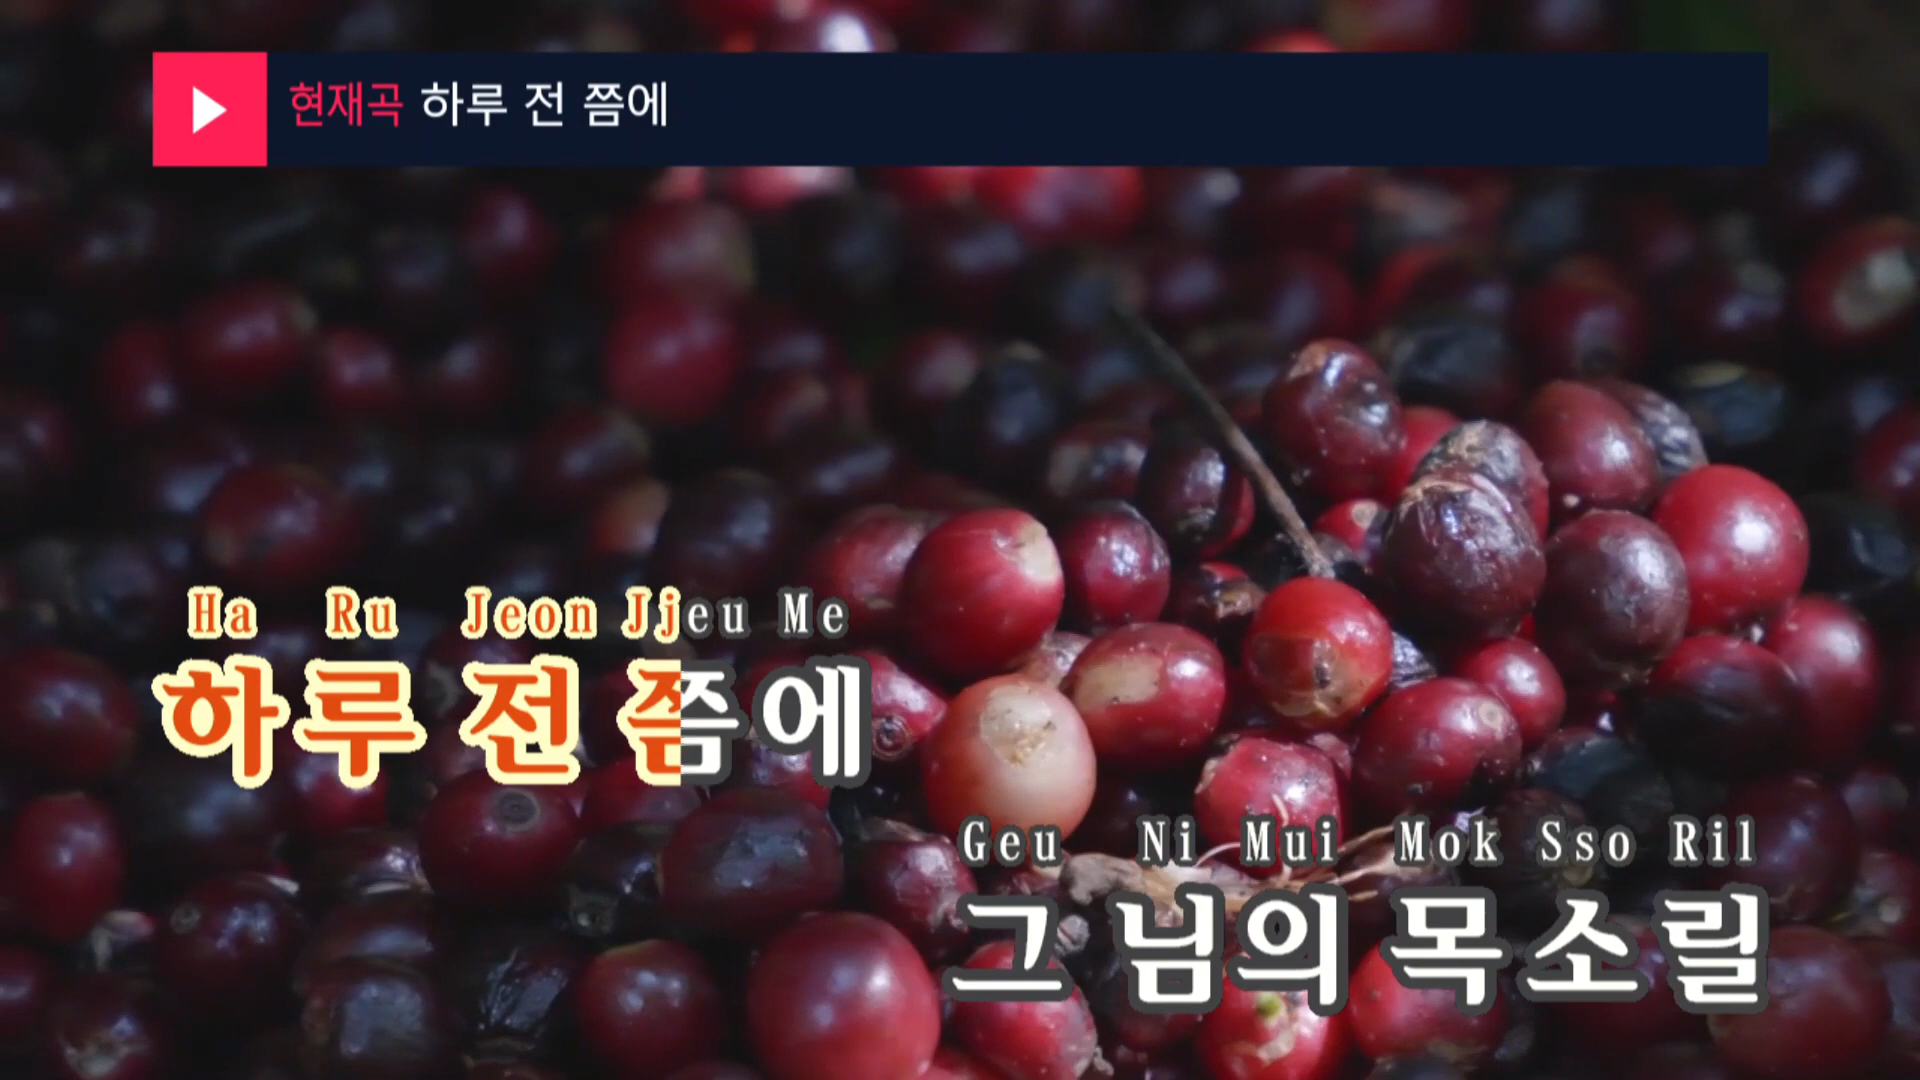 현재곡 하루 전 쯤에
Ha Ru Jeon Jjeu Me
하루 전 쯤에
Geu Ni Mui Mok Sso Ril
그 님의 목소릴